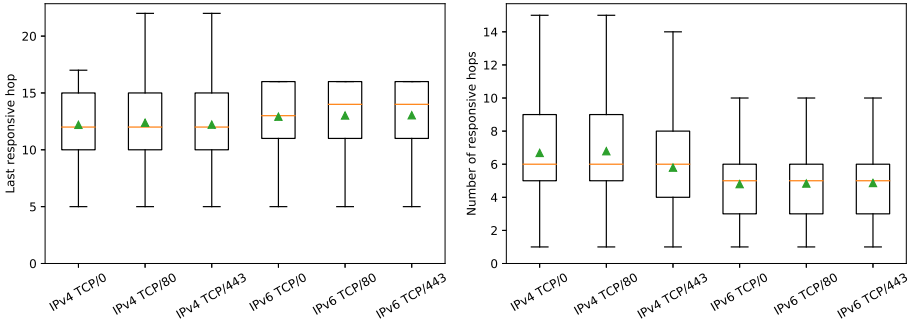 Last responsive hop
20
15
10
5
0
IPv4 TCP/0
IPv4 TCP/80
IPv4 TCP/443
IPv6 TCP/0
IPv6 TCP/80
IPv6 TCP/443
Number of responsive hops
14
12
10
8
6
4
2
0
IPv4 TCP/0
IPv4 TCP/80
IPv4 TCP/443
IPv6 TCP/0
IPv6 TCP/80
IPv6 TCP/443